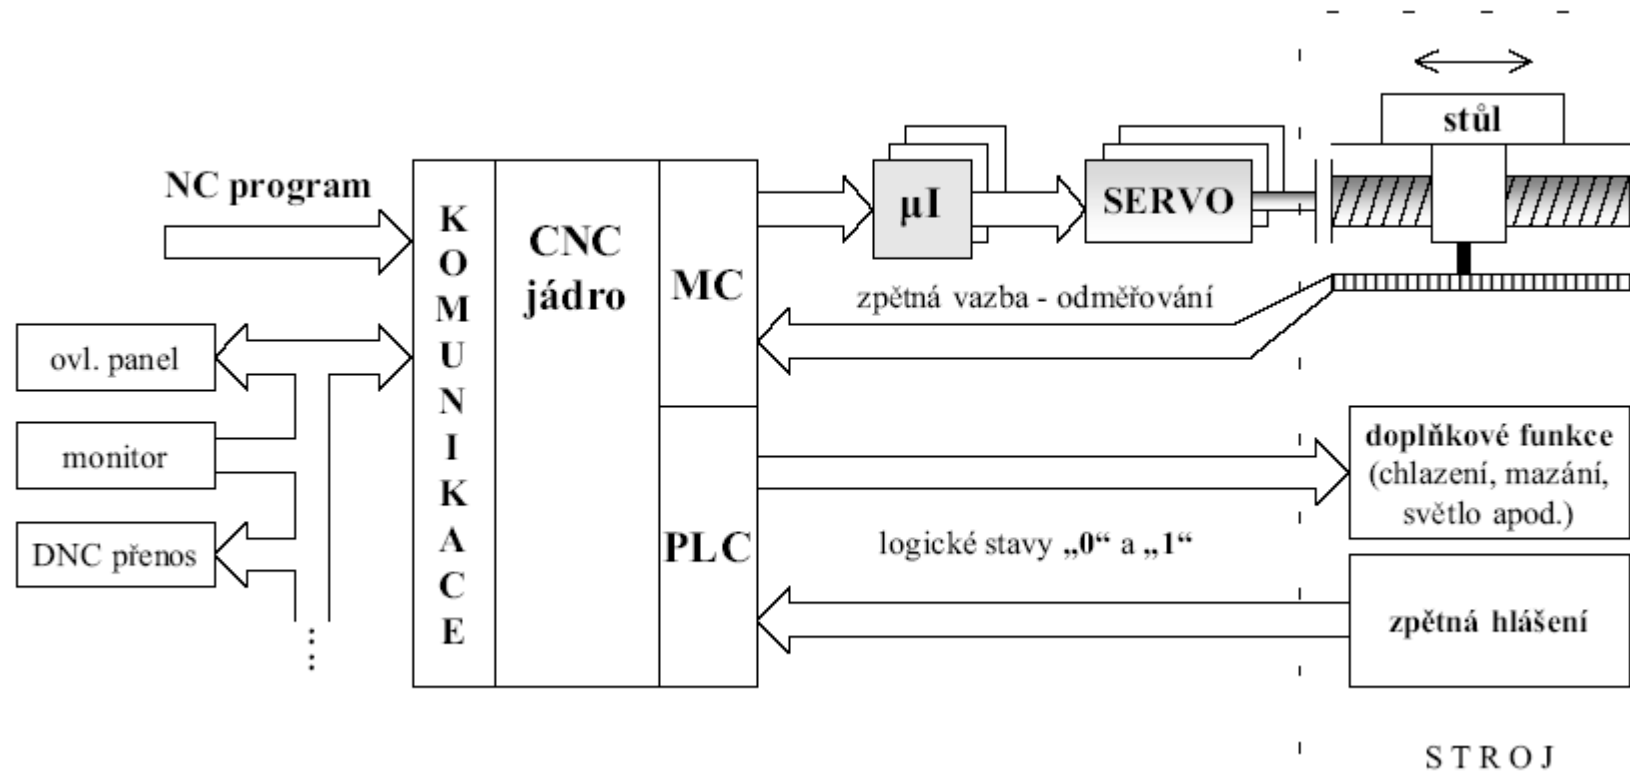 NC program
ovl. panel
monitor
DNC přenos
KOMUNIKACE
CNC
jádro
MC
PLC
µI
SERVO
stůl
zpětná vazba - odměřování
doplňkové funkce
(chlazení, mazání,
světlo apod.)
logické stavy „0“ a „1“
zpětná hlášení
STROJ